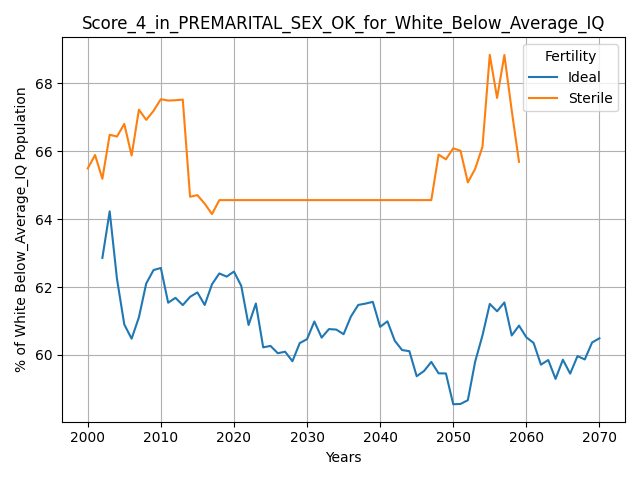 Score_4_in_PREMARITAL_SEX_OK_for_White_Below_Average_IQ
Fertility
Ideal
Sterile
% of White Below_Average_IQ Population
68
66
64
62
60
2000 2010 2020 2030 2040 2050 2060 2070
Years